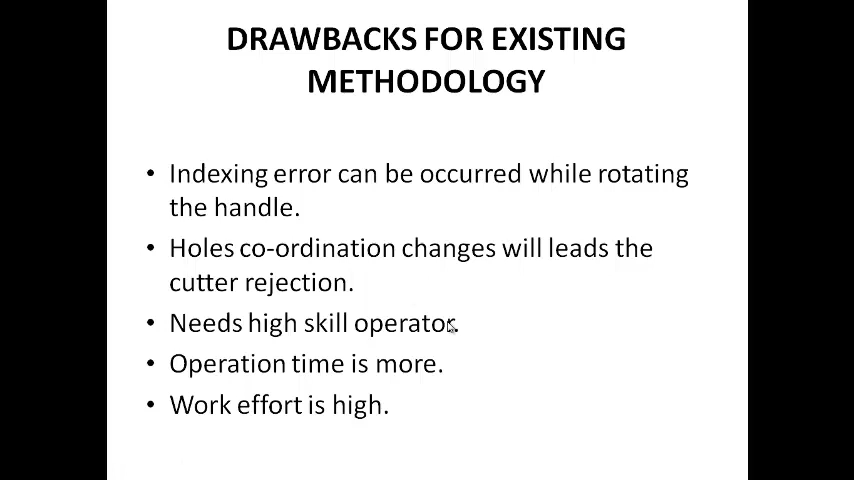 DRAWBACKS FOR EXISTING
METHODOLOGY
• Indexing error can be occurred while rotating
the handle.
• Holes co-ordination changes will leads the
cutter rejection.
• Needs high skill operator.
• Operation time is more.
• Work effort is high.